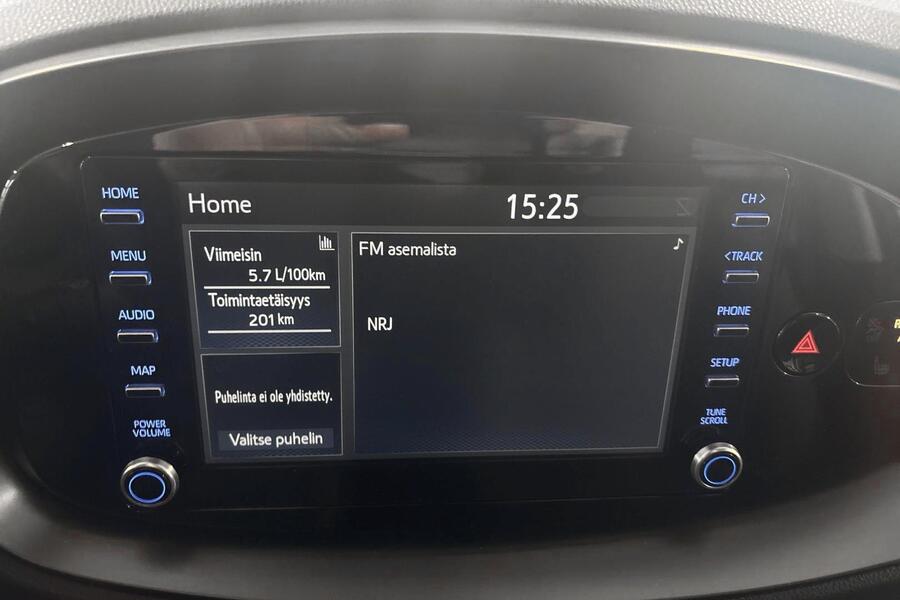 HOME
MENU
AUDIO
MAP
POWER
VOLUME
Home
15:25
Viimeisin
5.7 L/100km
Toimintaetäisyys
201 km
Puhelinta ei ole yhdistetty.
Valitse puhelin
FM asemalista
NRJ
CH >
< TRACK
PHONE
SETUP
TUNE
SCROLL